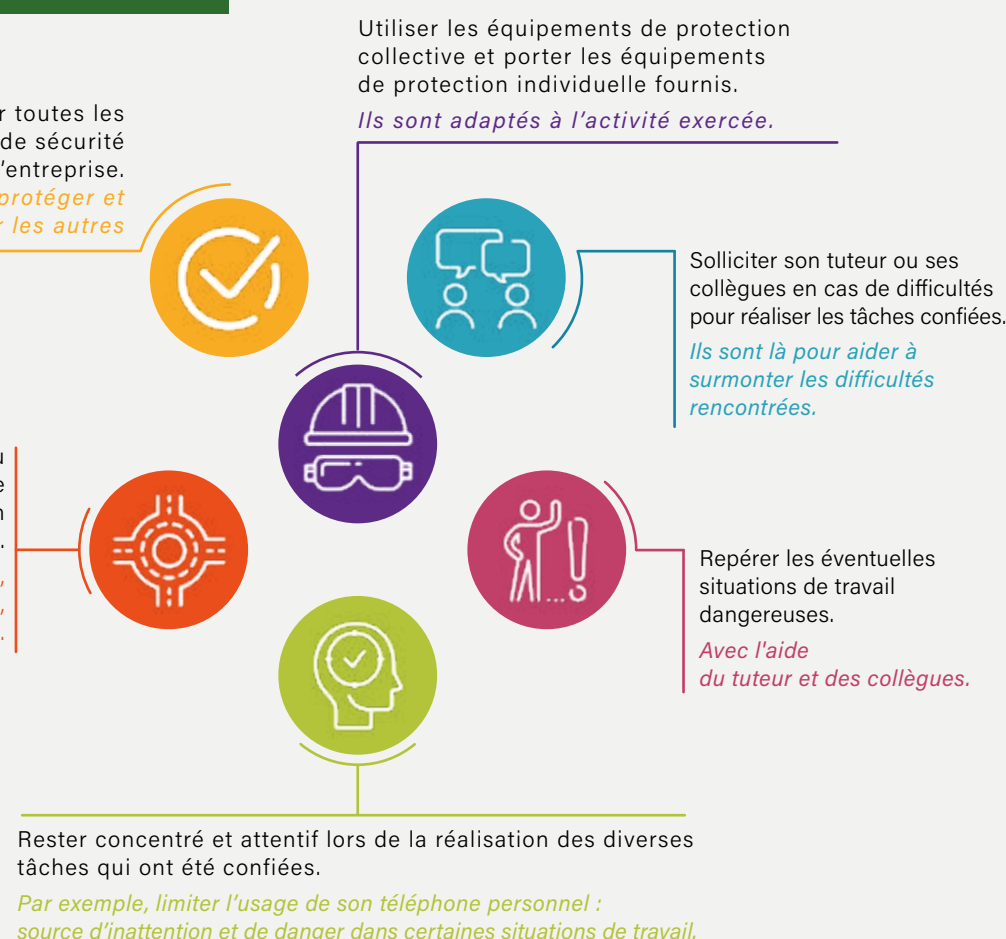 Utiliser les équipements de protection
collective et porter les équipements
de protection individuelle fournis.
Ils sont adaptés à l'activité exercée.
toutes les
de sécurité
l'entreprise.
protéger et
les autres
Solliciter son tuteur ou ses
collègues en cas de difficultés
pour réaliser les tâches confiées.
Ils sont là pour aider à
surmonter les difficultés
rencontrées.
Repérer les éventuelles
situations de travail
dangereuses.
Avec l'aide
du tuteur et des collègues.
Rester concentré et attentif lors de la réalisation des diverses
tâches qui ont été confiées.
Par exemple, limiter l’usage de son téléphone personnel :
source d’inattention et de danger dans certaines situations de travail.